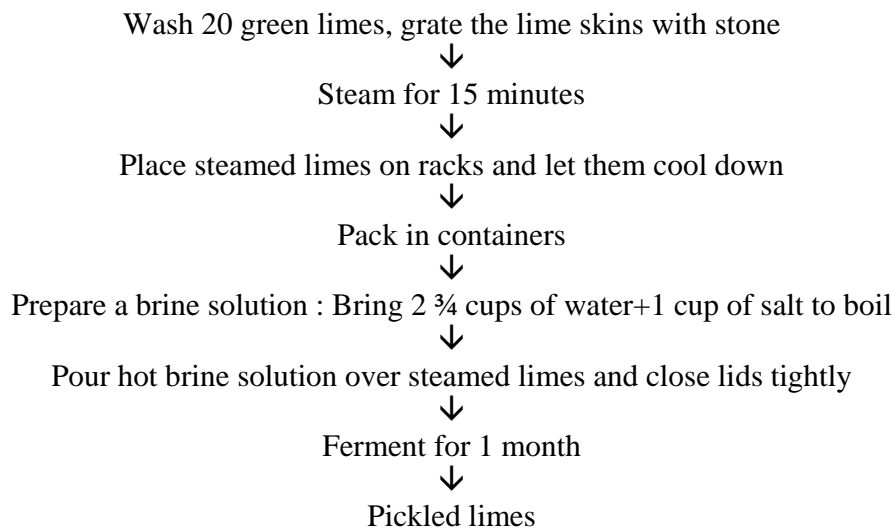 Wash 20 green limes, grate the lime skins with stone
↓
Steam for 15 minutes
↓
Place steamed limes on racks and let them cool down
↓
Pack in containers
↓
Prepare a brine solution : Bring 2 ¾ cups of water+1 cup of salt to boil
↓
Pour hot brine solution over steamed limes and close lids tightly
↓
Ferment for 1 month
↓
Pickled limes